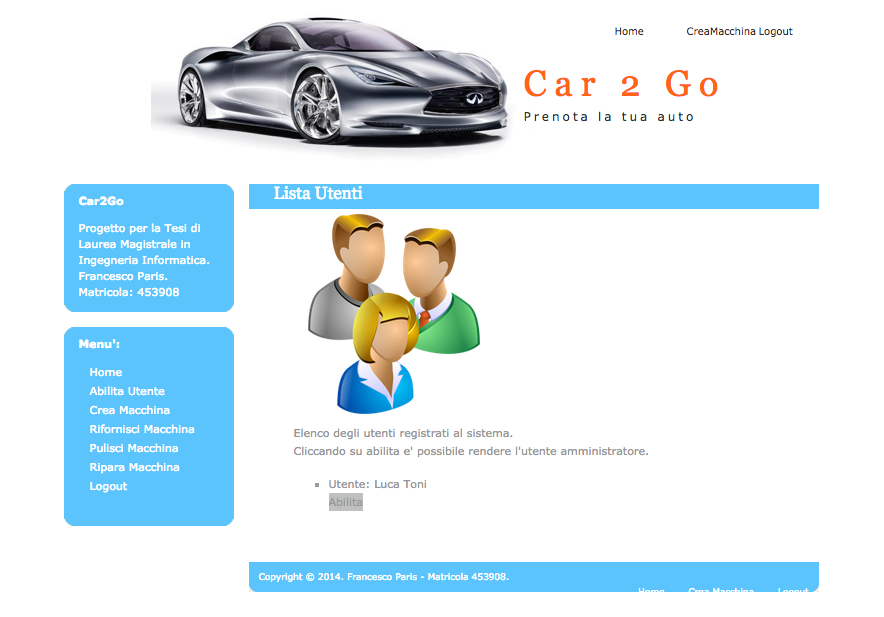 Home CreaMacchina Logout
Car 2 Go
Prenota la tua auto
Car2Go
Progetto per la Tesi di
Laurea Magistrale in
Ingegneria Informatica.
Francesco Paris.
Matricola: 453908
Menu':
Home
Abilita Utente
Crea Macchina
Rifornisci Macchina
Pulisci Macchina
Ripara Macchina
Logout
Lista Utenti
Elenco degli utenti registrati al sistema.
Cliccando su abilita e' possibile rendere l'utente amministratore.
Utente: Luca Toni
Abilita
Copyright © 2014. Francesco Paris - Matricola 453908.
Home Crea Macchina Logout